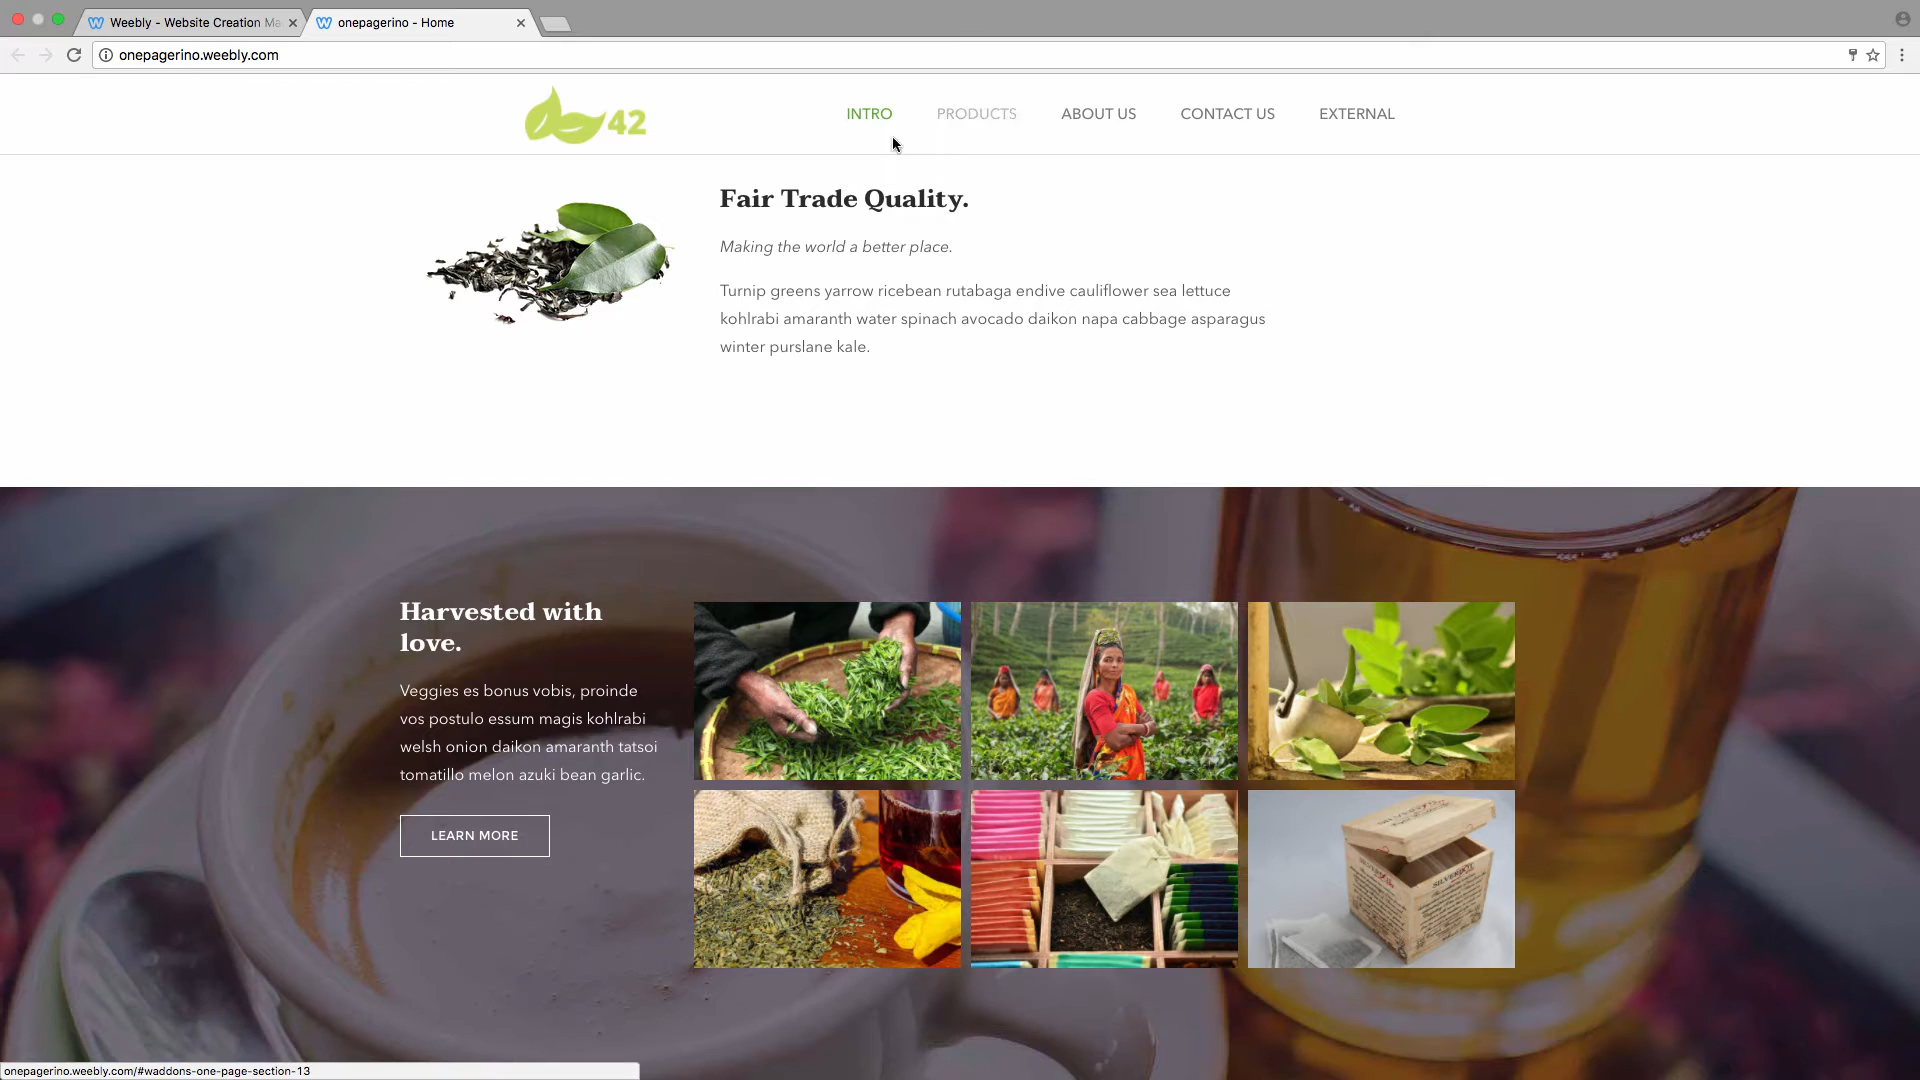 Weebly - Website Creation Ma
onepagerino - Home
onepagerino.weebly.com
42
INTRO
PRODUCTS
ABOUT US
CONTACT US
EXTERNAL
Fair Trade Quality.
Making the world a better place.
Turnip greens yarrow ricebean rutabaga endive cauliflower sea lettuce
kohlrabi amaranth water spinach avocado daikon napa cabbage asparagus
winter purslane kale.
Harvested with
love.
Veggies es bonus vobis, proinde
vos postulo essum magis kohlrabi
welsh onion daikon amaranth tatsoi
tomatillo melon azuki bean garlic.
LEARN MORE
onepagerino.weebly.com/#waddons-one-page-section-13